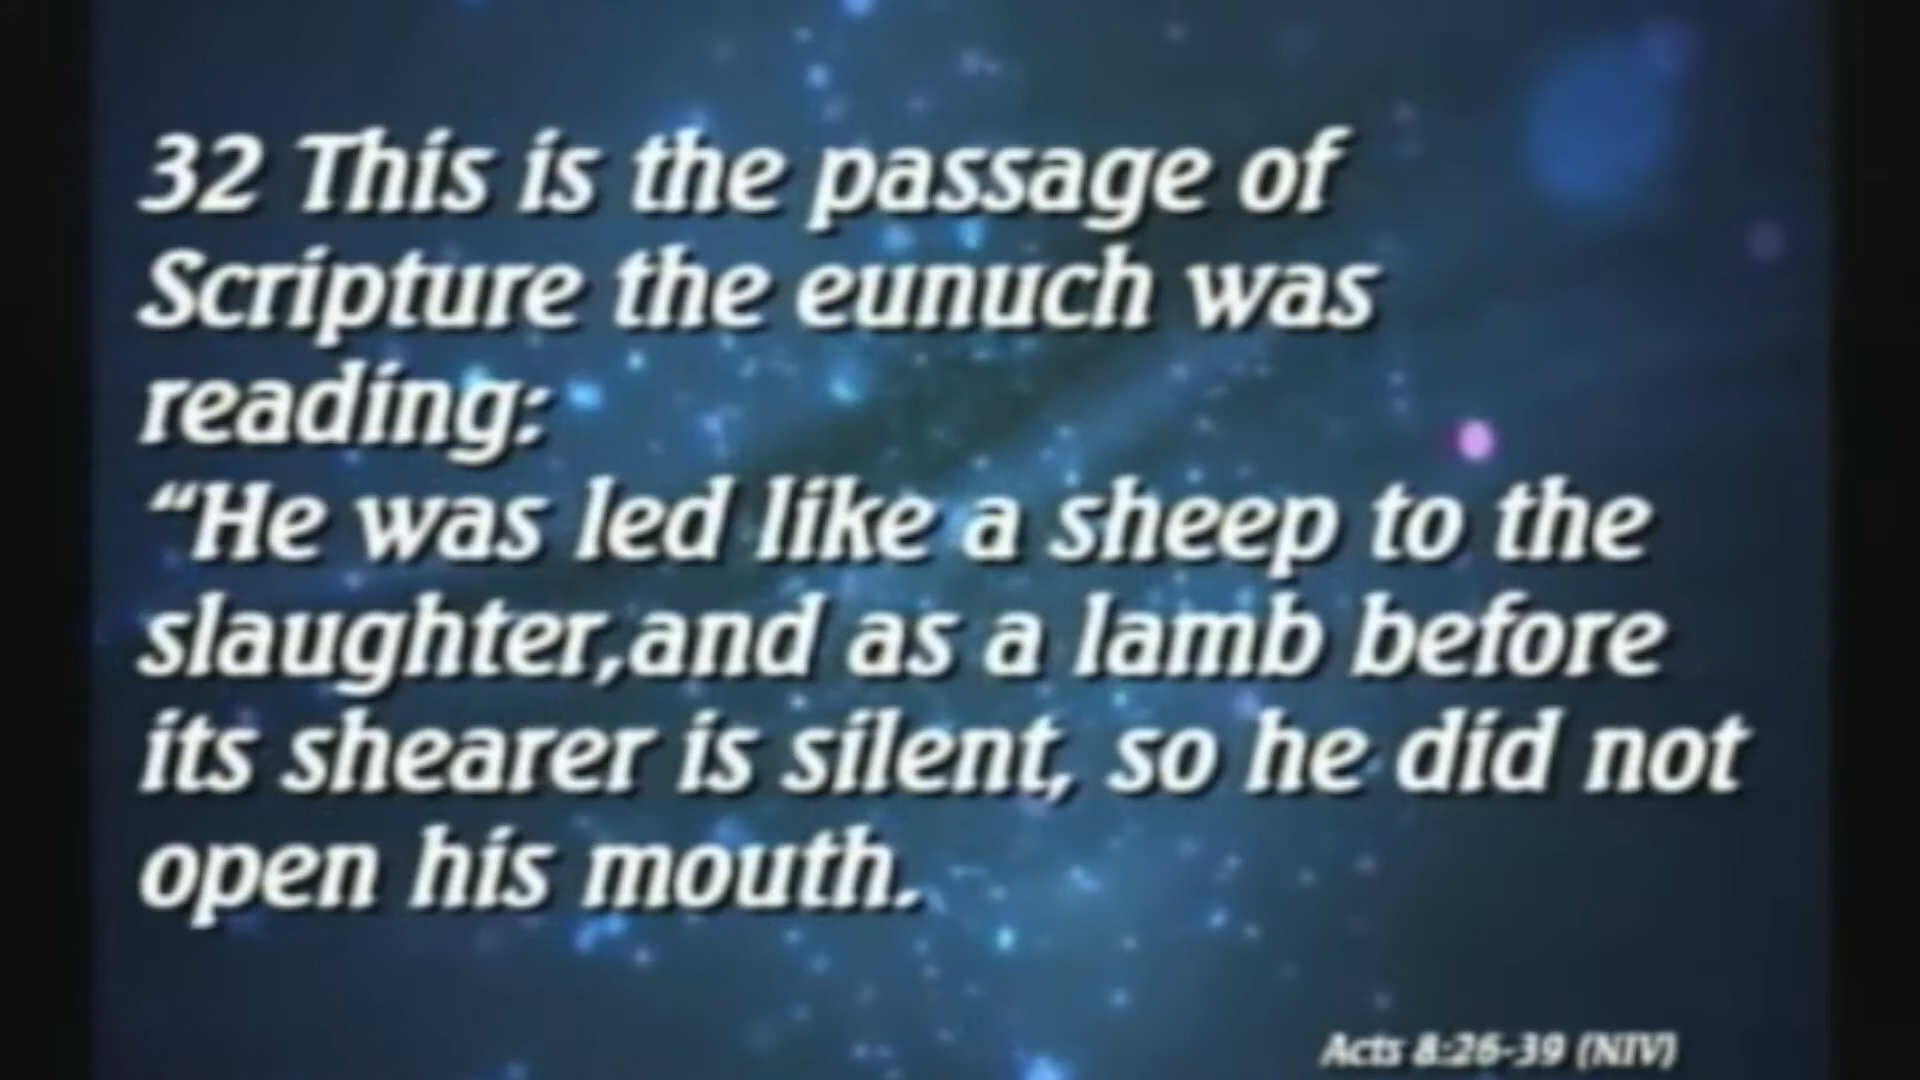 32 This is the passage of
Scripture the eunuch was
reading:
“He was led like a sheep to the
slaughter,and as a lamb before
its shearer is silent, so he did not
open his mouth.
Acts 8:26-39 (NIV)